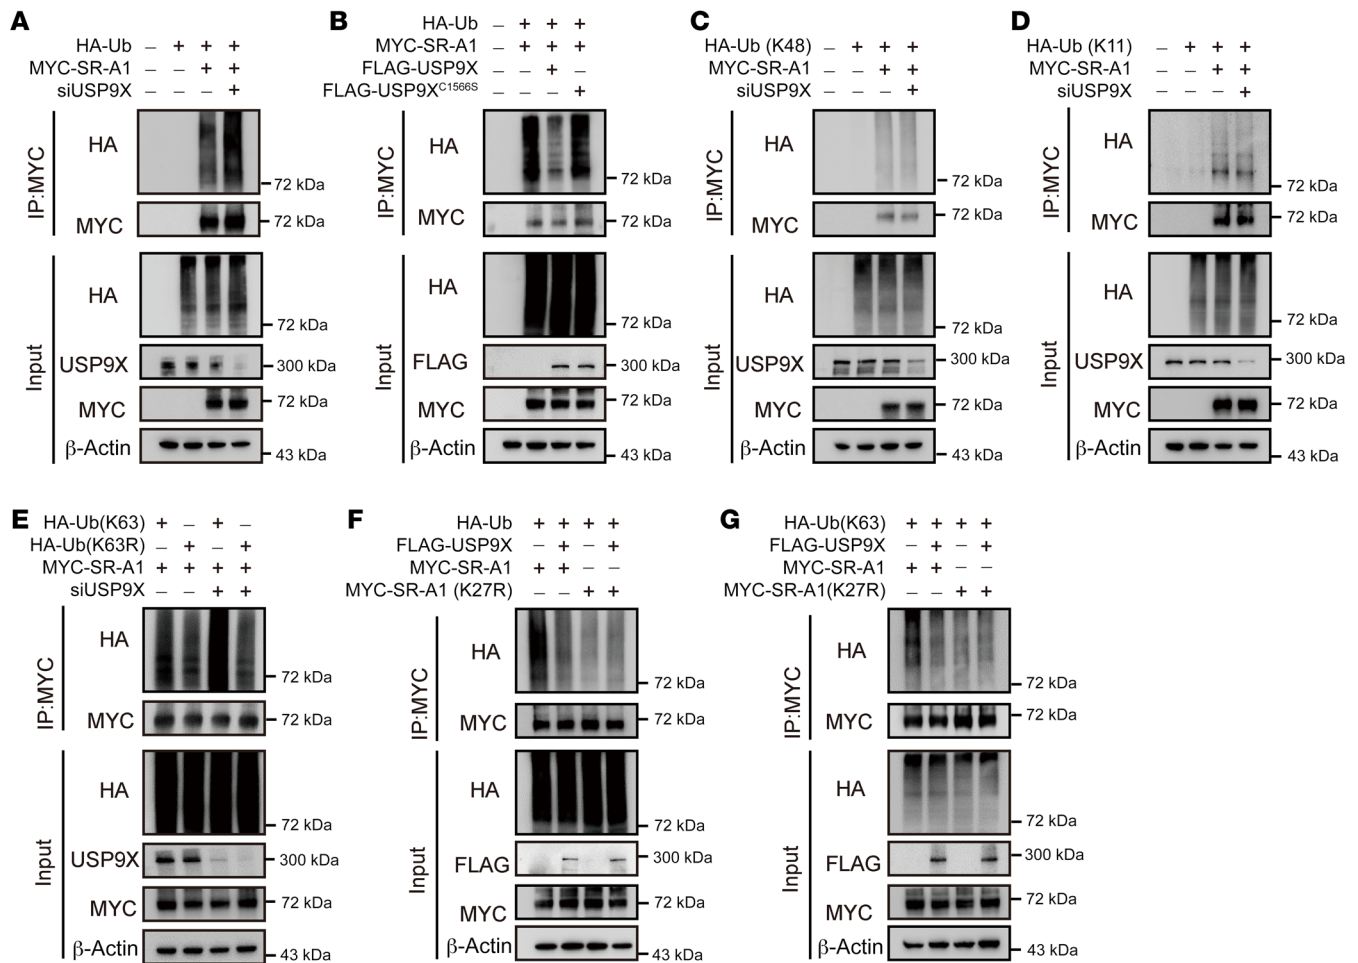 A
HA-Ub – + + +
MYC-SR-A1 – – + +
siUSP9X – – – +
IP:MYC
HA
72 kDa
MYC
72 kDa
Input
HA
72 kDa
USP9X
300 kDa
MYC
72 kDa
β-Actin
43 kDa
B
HA-Ub – + + +
MYC-SR-A1 – + + +
FLAG-USP9X – – + –
FLAG-USP9XC1566S – – – +
IP:MYC
HA
72 kDa
MYC
72 kDa
Input
HA
72 kDa
FLAG
300 kDa
MYC
72 kDa
β-Actin
43 kDa
C
HA-Ub (K48) – + + +
MYC-SR-A1 – – + +
siUSP9X – – – +
IP:MYC
HA
72 kDa
MYC
72 kDa
Input
HA
72 kDa
USP9X
300 kDa
MYC
72 kDa
β-Actin
43 kDa
D
HA-Ub (K11) – + + +
MYC-SR-A1 – – + +
siUSP9X – – – +
IP:MYC
HA
72 kDa
MYC
72 kDa
Input
HA
72 kDa
USP9X
300 kDa
MYC
72 kDa
β-Actin
43 kDa
E
HA-Ub(K63) + – + –
HA-Ub(K63R) – + – +
MYC-SR-A1 + + + +
siUSP9X – – + +
IP:MYC
HA
72 kDa
MYC
72 kDa
Input
HA
72 kDa
USP9X
300 kDa
MYC
72 kDa
β-Actin
43 kDa
F
HA-Ub + + + +
FLAG-USP9X – + – +
MYC-SR-A1 + + – –
MYC-SR-A1 (K27R) – – + +
IP:MYC
HA
72 kDa
MYC
72 kDa
Input
HA
72 kDa
FLAG
300 kDa
MYC
72 kDa
β-Actin
43 kDa
G
HA-Ub(K63) + + + +
FLAG-USP9X – + – +
MYC-SR-A1 + + – –
MYC-SR-A1(K27R) – – + +
IP:MYC
HA
72 kDa
MYC
72 kDa
Input
HA
72 kDa
FLAG
300 kDa
MYC
72 kDa
β-Actin
43 kDa